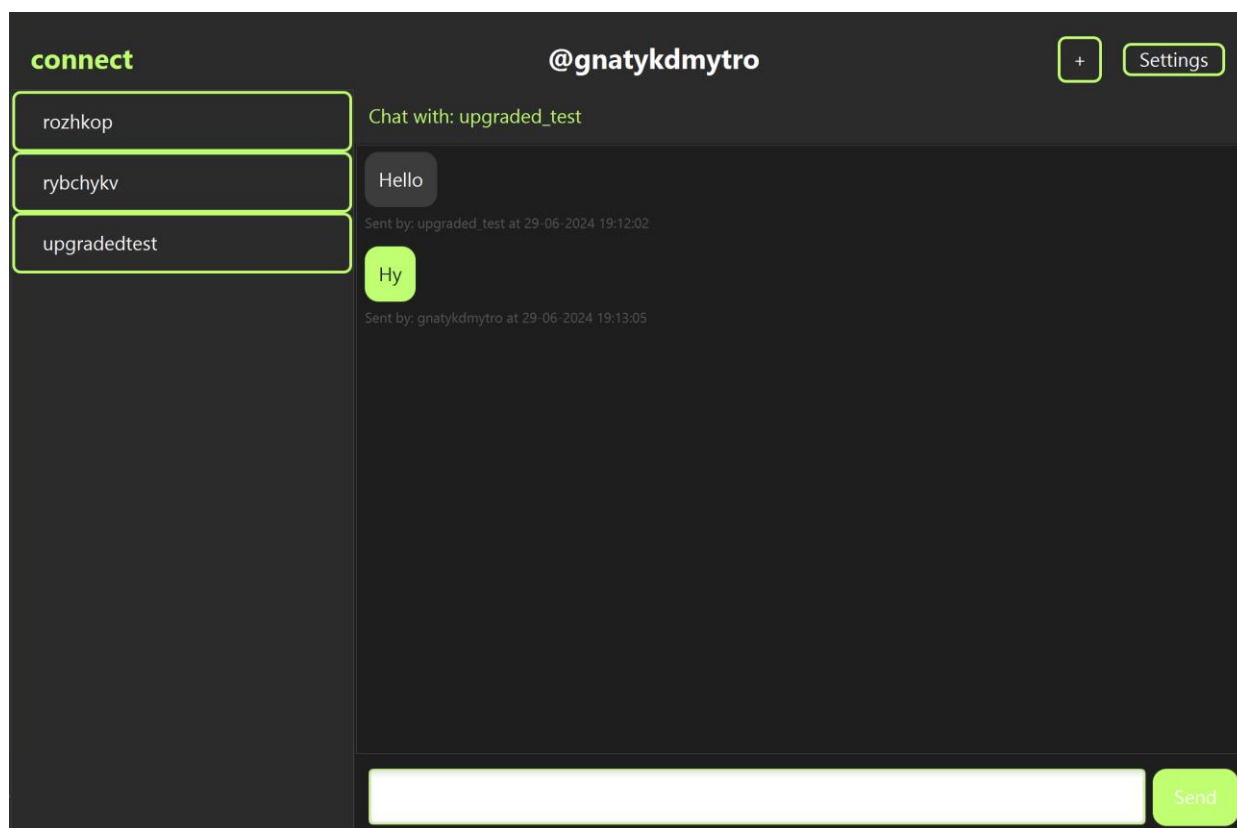 connect
@gnatykdmytro
+
Settings
rozhkop
rybchykv
upgradedtest
Chat with: upgraded_test
Hello
Sent by: upgraded_test at 29-06-2024 19:12:02
Hy
Sent by: gnatykdmytro at 29-06-2024 19:13:05
Send